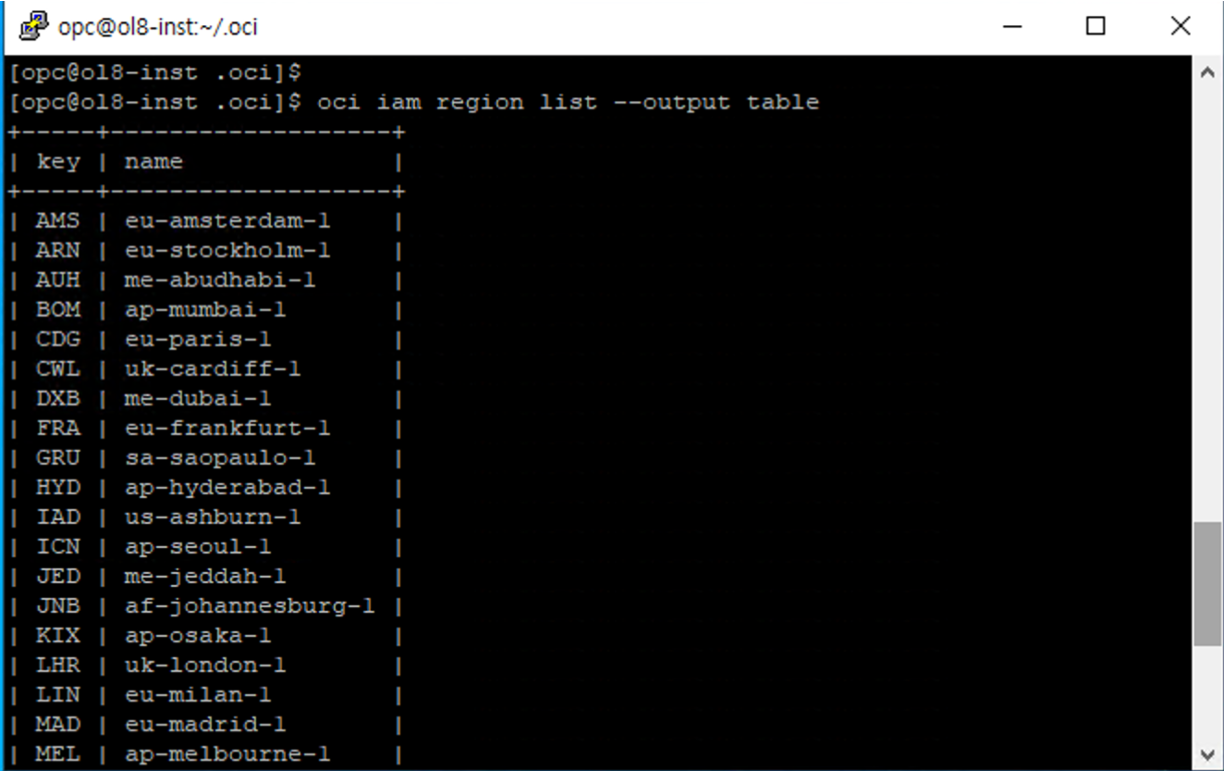 opc@ol8-inst:~/.oci
[opc@ol8-inst .oci]$
[opc@ol8-inst .oci]$ oci iam region list --output table
+-----+-------------------+
| key | name              |
+-----+-------------------+
| AMS | eu-amsterdam-1    |
| ARN | eu-stockholm-1    |
| AUH | me-abudhabi-1     |
| BOM | ap-mumbai-1       |
| CDG | eu-paris-1        |
| CWL | uk-cardiff-1      |
| DXB | me-dubai-1        |
| FRA | eu-frankfurt-1    |
| GRU | sa-saopaulo-1     |
| HYD | ap-hyderabad-1    |
| IAD | us-ashburn-1      |
| ICN | ap-seoul-1        |
| JED | me-jeddah-1       |
| JNB | af-johannesburg-1 |
| KIX | ap-osaka-1        |
| LHR | uk-london-1       |
| LIN | eu-milan-1        |
| MAD | eu-madrid-1       |
| MEL | ap-melbourne-1    |